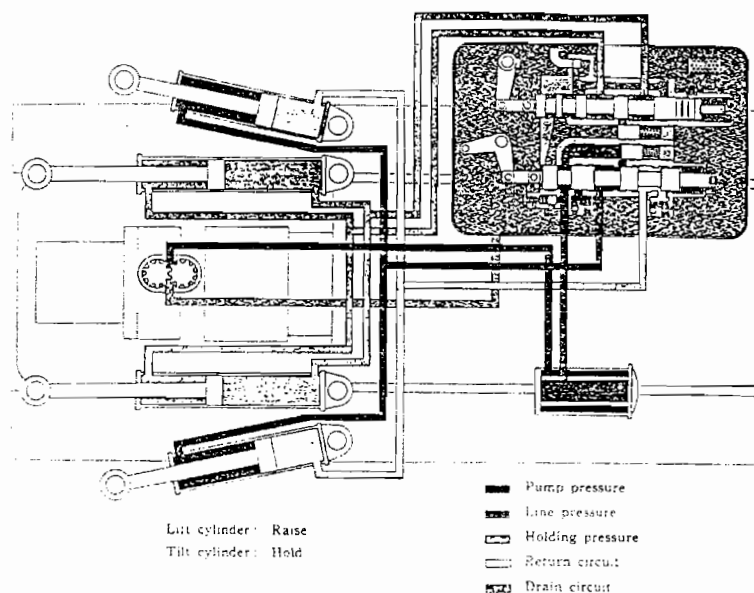 Lift cylinder: Raise
Tilt cylinder: Hold
Pump pressure
Line pressure
Holding pressure
Return circuit
Drain circuit